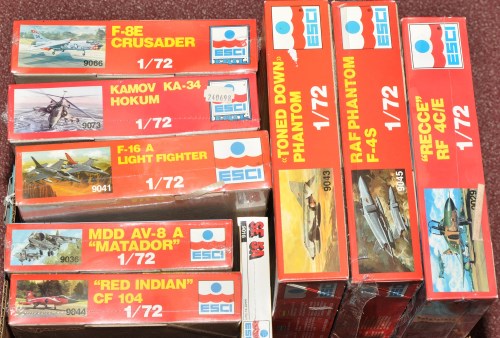 F-8E
CRUSADER
1/72
9066
ESCI
KAMOV KA-34
HOKUM
1/72
9073
F-16 A
LIGHT FIGHTER
1/72
9041
ESCI
MDD AV-8 A
"MATADOR"
1/72
9036
ESCI
"RED INDIAN"
CF 104
1/72
9044
ESCI
«TONED DOWN»
PHANTOM
1/72
9043
ESCI
RAF PHANTOM
F-4S
1/72
9045
ESCI
"RECCE"
RF 4C/E
1/72
ESCI